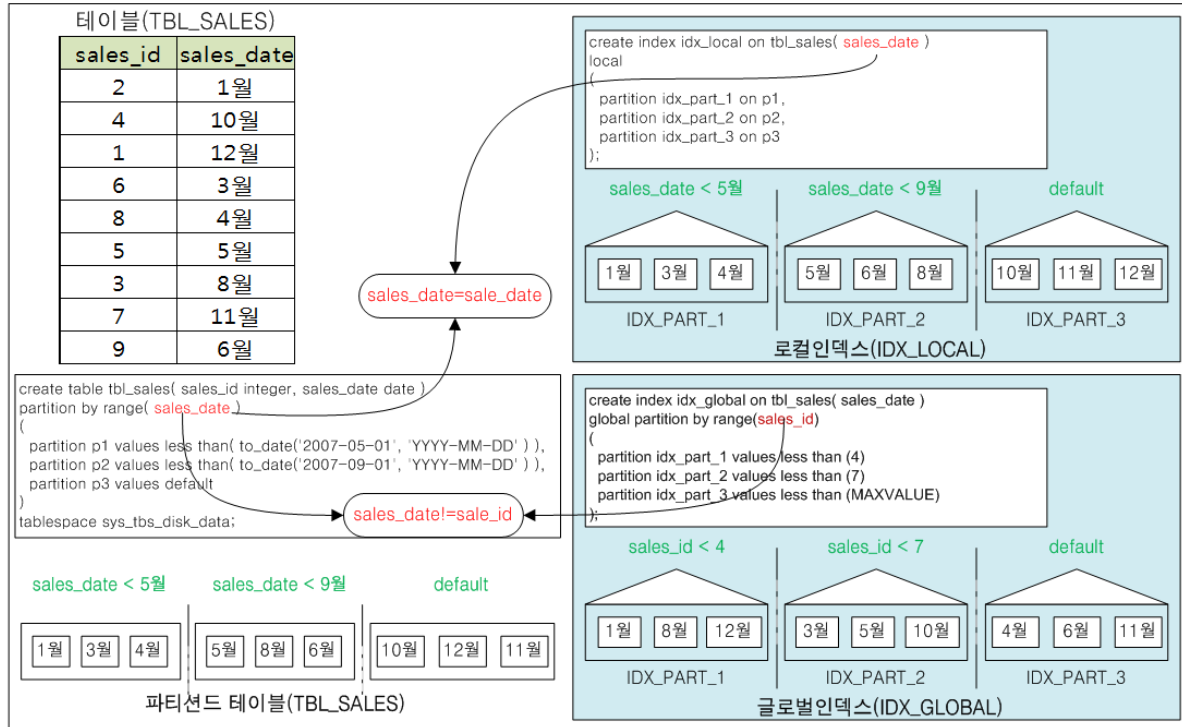 테이블(TBL_SALES)
sales_id sales_date
2 1월
4 10월
1 12월
6 3월
8 4월
5 5월
3 8월
7 11월
9 6월
create index idx_local on tbl_sales( sales_date )
local
(
partition idx_part_1 on p1,
partition idx_part_2 on p2,
partition idx_part_3 on p3
);
sales_date < 5월 sales_date < 9월 default
1월 3월 4월 5월 6월 8월 10월 11월 12월
IDX_PART_1 IDX_PART_2 IDX_PART_3
로컬인덱스(IDX_LOCAL)
sales_date=sale_date
create table tbl_sales( sales_id integer, sales_date date )
partition by range( sales_date )
(
partition p1 values less than( to_date('2007-05-01', 'YYYY-MM-DD' ) ),
partition p2 values less than( to_date('2007-09-01', 'YYYY-MM-DD' ) ),
partition p3 values default
)
tablespace sys_tbs_disk_data;
sales_date!=sale_id
create index idx_global on tbl_sales( sales_date )
global partition by range(sales_id)
(
partition idx_part_1 values less than (4)
partition idx_part_2 values less than (7)
partition idx_part_3 values less than (MAXVALUE)
);
sales_date < 5월 sales_date < 9월 default
1월 3월 4월 5월 8월 6월 10월 12월 11월
파티션드 테이블(TBL_SALES)
sales_id < 4 sales_id < 7 default
1월 8월 12월 3월 5월 10월 4월 6월 11월
IDX_PART_1 IDX_PART_2 IDX_PART_3
글로벌인덱스(IDX_GLOBAL)